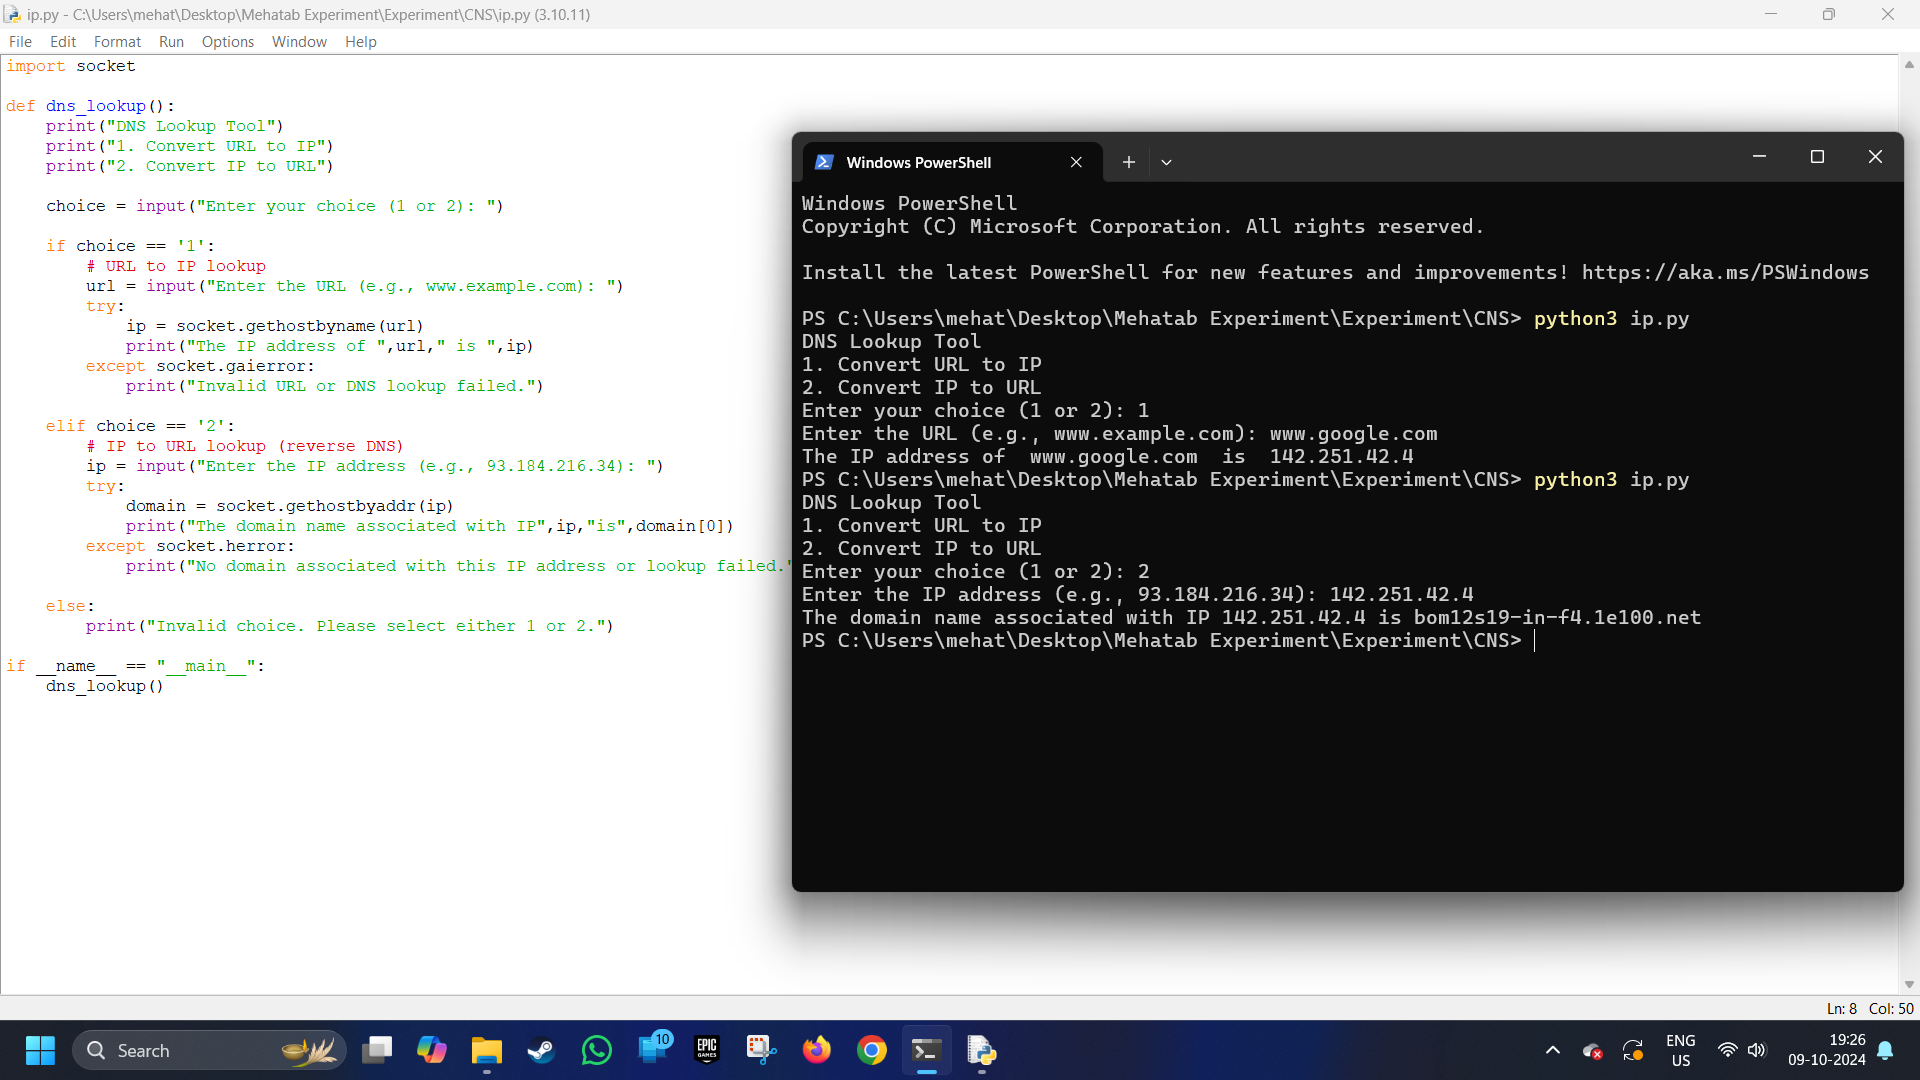 ip.py - C:\Users\mehat\Desktop\Mehatab Experiment\Experiment\CNS\ip.py (3.10.11)
File Edit Format Run Options Window Help
import socket
def dns_lookup():
    print("DNS Lookup Tool")
    print("1. Convert URL to IP")
    print("2. Convert IP to URL")
    choice = input("Enter your choice (1 or 2): ")
    if choice == '1':
        # URL to IP lookup
        url = input("Enter the URL (e.g., www.example.com): ")
        try:
            ip = socket.gethostbyname(url)
            print("The IP address of ",url," is ",ip)
        except socket.gaierror:
            print("Invalid URL or DNS lookup failed.")
    elif choice == '2':
        # IP to URL lookup (reverse DNS)
        ip = input("Enter the IP address (e.g., 93.184.216.34): ")
        try:
            domain = socket.gethostbyaddr(ip)
            print("The domain name associated with IP",ip,"is",domain[0])
        except socket.herror:
            print("No domain associated with this IP address or lookup failed."
    else:
        print("Invalid choice. Please select either 1 or 2.")
if __name__ == "__main__":
    dns_lookup()
Windows PowerShell
Windows PowerShell
Copyright (C) Microsoft Corporation. All rights reserved.
Install the latest PowerShell for new features and improvements! https://aka.ms/PSWindows
PS C:\Users\mehat\Desktop\Mehatab Experiment\Experiment\CNS> python3 ip.py
DNS Lookup Tool
1. Convert URL to IP
2. Convert IP to URL
Enter your choice (1 or 2): 1
Enter the URL (e.g., www.example.com): www.google.com
The IP address of  www.google.com  is  142.251.42.4
PS C:\Users\mehat\Desktop\Mehatab Experiment\Experiment\CNS> python3 ip.py
DNS Lookup Tool
1. Convert URL to IP
2. Convert IP to URL
Enter your choice (1 or 2): 2
Enter the IP address (e.g., 93.184.216.34): 142.251.42.4
The domain name associated with IP 142.251.42.4 is bom12s19-in-f4.1e100.net
PS C:\Users\mehat\Desktop\Mehatab Experiment\Experiment\CNS>
Ln: 8 Col: 50
Search
10
EPIC
GAMES
ENG
US
19:26
09-10-2024